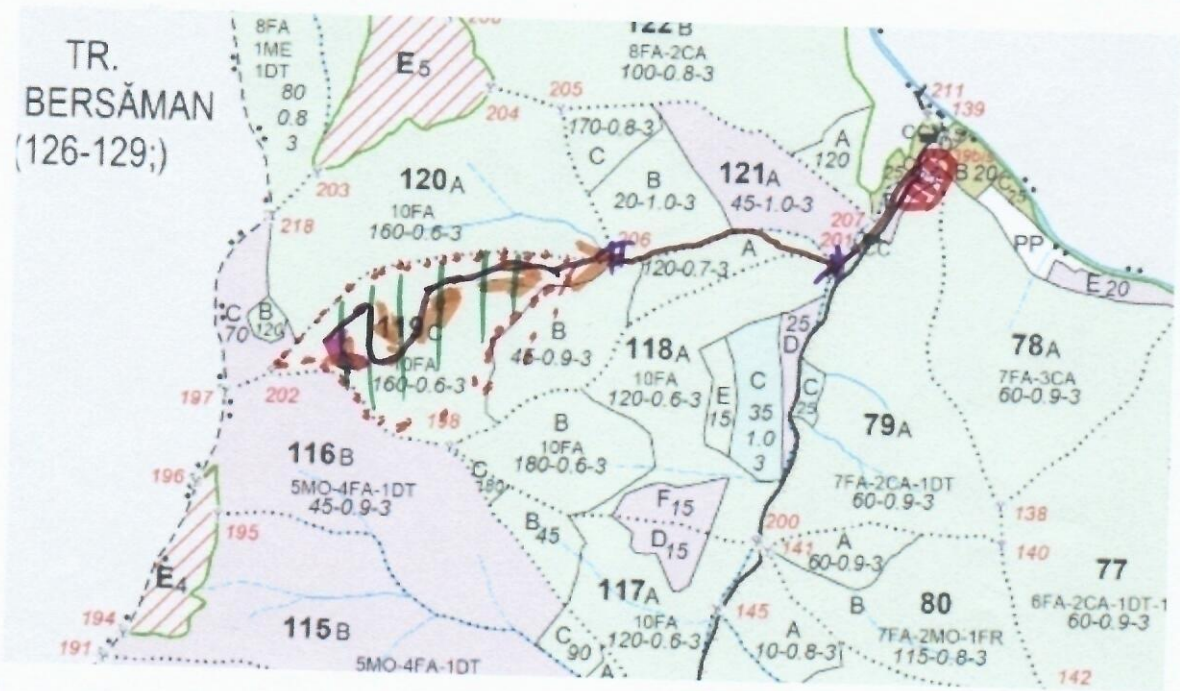 TR.
BERSĂMAN
(126-129;)
8FA
1ME
1DT
80
0.8
3
E5
204
205
122 B
8FA-2CA
100-0.8-3
211
139
170-0.8-3
C
A
120
203
120A
10FA
160-0.6-3
B
20-1.0-3
121A
45-1.0-3
B 20
C25
218
207
206
201
CC
PP
E 20
A
120-0.7-3
C
70
B
120
119C
10FA
160-0.6-3
B
45-0.9-3
118A
10FA
120-0.6-3
25
D
C
35
1.0
3
E
15
C
25
78A
7FA-3CA
60-0.9-3
197
202
198
79A
7FA-2CA-1DT
60-0.9-3
116 B
5MO-4FA-1DT
45-0.9-3
B
10FA
180-0.6-3
C
180
196
195
B45
F15
D15
200
141
138
140
A
60-0.9-3
E4
117A
10FA
120-0.6-3
145
B
80
7FA-2MO-1FR
115-0.8-3
77
6FA-2CA-1DT-1
60-0.9-3
194
191
115 B
5MO-4FA-1DT
C
90
A
A
10-0.8-3
142